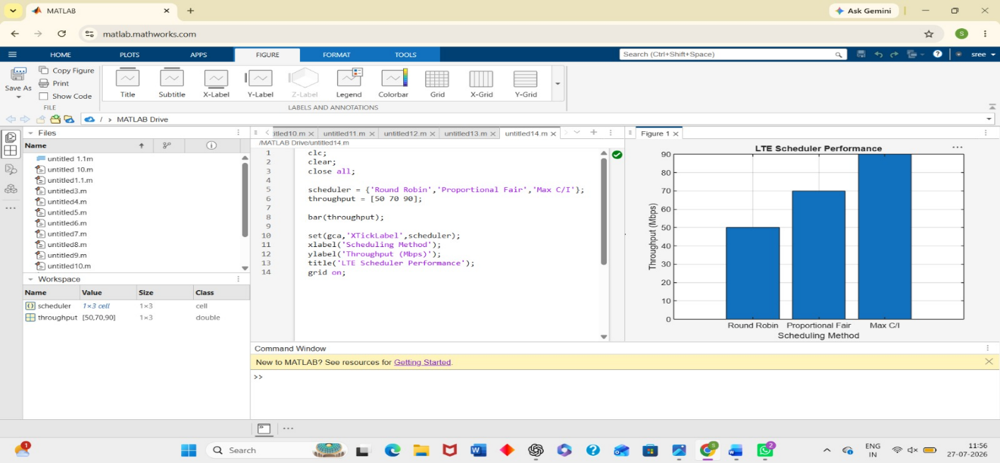 MATLAB
Ask Gemini
matlab.mathworks.com
S
HOME PLOTS APPS FIGURE FORMAT TOOLS
Search (Ctrl+Shift+Space)
sree
Save As
Copy Figure
Print
Show Code
FILE
Title Subtitle X-Label Y-Label Z-Label Legend Colorbar Grid X-Grid Y-Grid
LABELS AND ANNOTATIONS
/ > MATLAB Drive
Files
Name
untitled 1.1m
untitled 10.m
untitled1.1.m
untitled3.m
untitled4.m
untitled5.m
untitled6.m
untitled7.m
untitled8.m
untitled9.m
untitled10.m
Workspace
Name Value Size Class
scheduler 1×3 cell 1×3 cell
throughput [50,70,90] 1×3 double
itled10.m × untitled11.m × untitled12.m × untitled13.m × untitled14.m ×
/MATLAB Drive/untitled14.m
1 clc;
2 clear;
3 close all;
4
5 scheduler = {'Round Robin','Proportional Fair','Max C/I'};
6 throughput = [50 70 90];
7
8 bar(throughput);
9
10 set(gca,'XTickLabel',scheduler);
11 xlabel('Scheduling Method');
12 ylabel('Throughput (Mbps)');
13 title('LTE Scheduler Performance');
14 grid on;
Figure 1 ×
LTE Scheduler Performance
Throughput (Mbps)
90
80
70
60
50
40
30
20
10
0
Round Robin Proportional Fair Max C/I
Scheduling Method
Command Window
New to MATLAB? See resources for Getting Started.
>>
1
Search
2
ENG
IN
11:56
27-07-2026